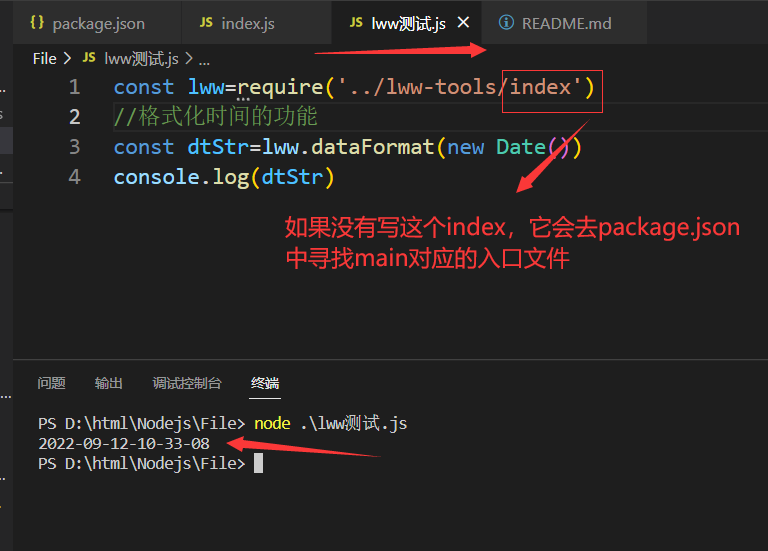 {} package.json JS index.js JS lww测试.js × README.md
File > JS lww测试.js > ...
1 const lww=require('../lww-tools/index')
2 //格式化时间的功能
3 const dtStr=lww.dataFormat(new Date())
4 console.log(dtStr)
如果没有写这个index，它会去package.json
中寻找main对应的入口文件
问题 输出 调试控制台 终端
PS D:\html\Nodejs\File> node .\lww测试.js
2022-09-12-10-33-08
PS D:\html\Nodejs\File>